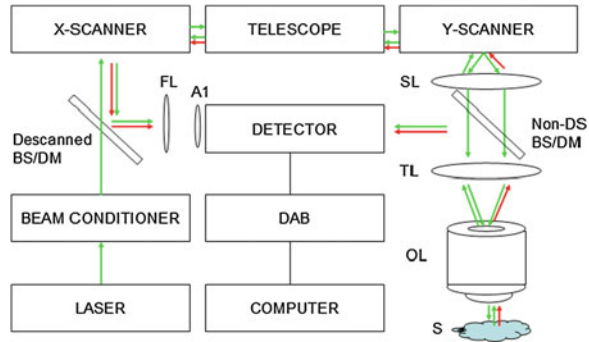 X-SCANNER
TELESCOPE
Y-SCANNER
FL
A1
SL
DETECTOR
Descanned
BS/DM
Non-DS
BS/DM
TL
BEAM CONDITIONER
DAB
OL
LASER
COMPUTER
S